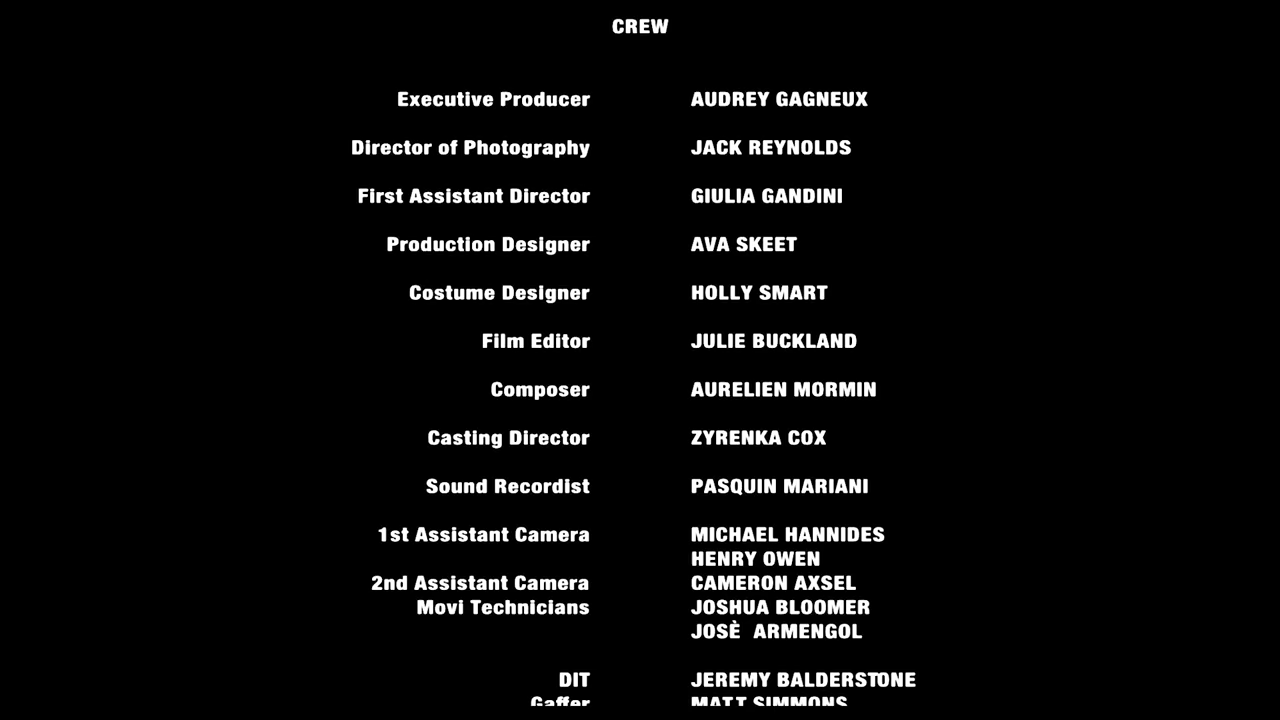 CREW
Executive Producer AUDREY GAGNEUX
Director of Photography JACK REYNOLDS
First Assistant Director GIULIA GANDINI
Production Designer AVA SKEET
Costume Designer HOLLY SMART
Film Editor JULIE BUCKLAND
Composer AURELIEN MORMIN
Casting Director ZYRENKA COX
Sound Recordist PASQUIN MARIANI
1st Assistant Camera MICHAEL HANNIDES
HENRY OWEN
2nd Assistant Camera CAMERON AXSEL
Movi Technicians JOSHUA BLOOMER
JOSÈ ARMENGOL
DIT JEREMY BALDERSTONE
Gaffer MATT SIMMONS